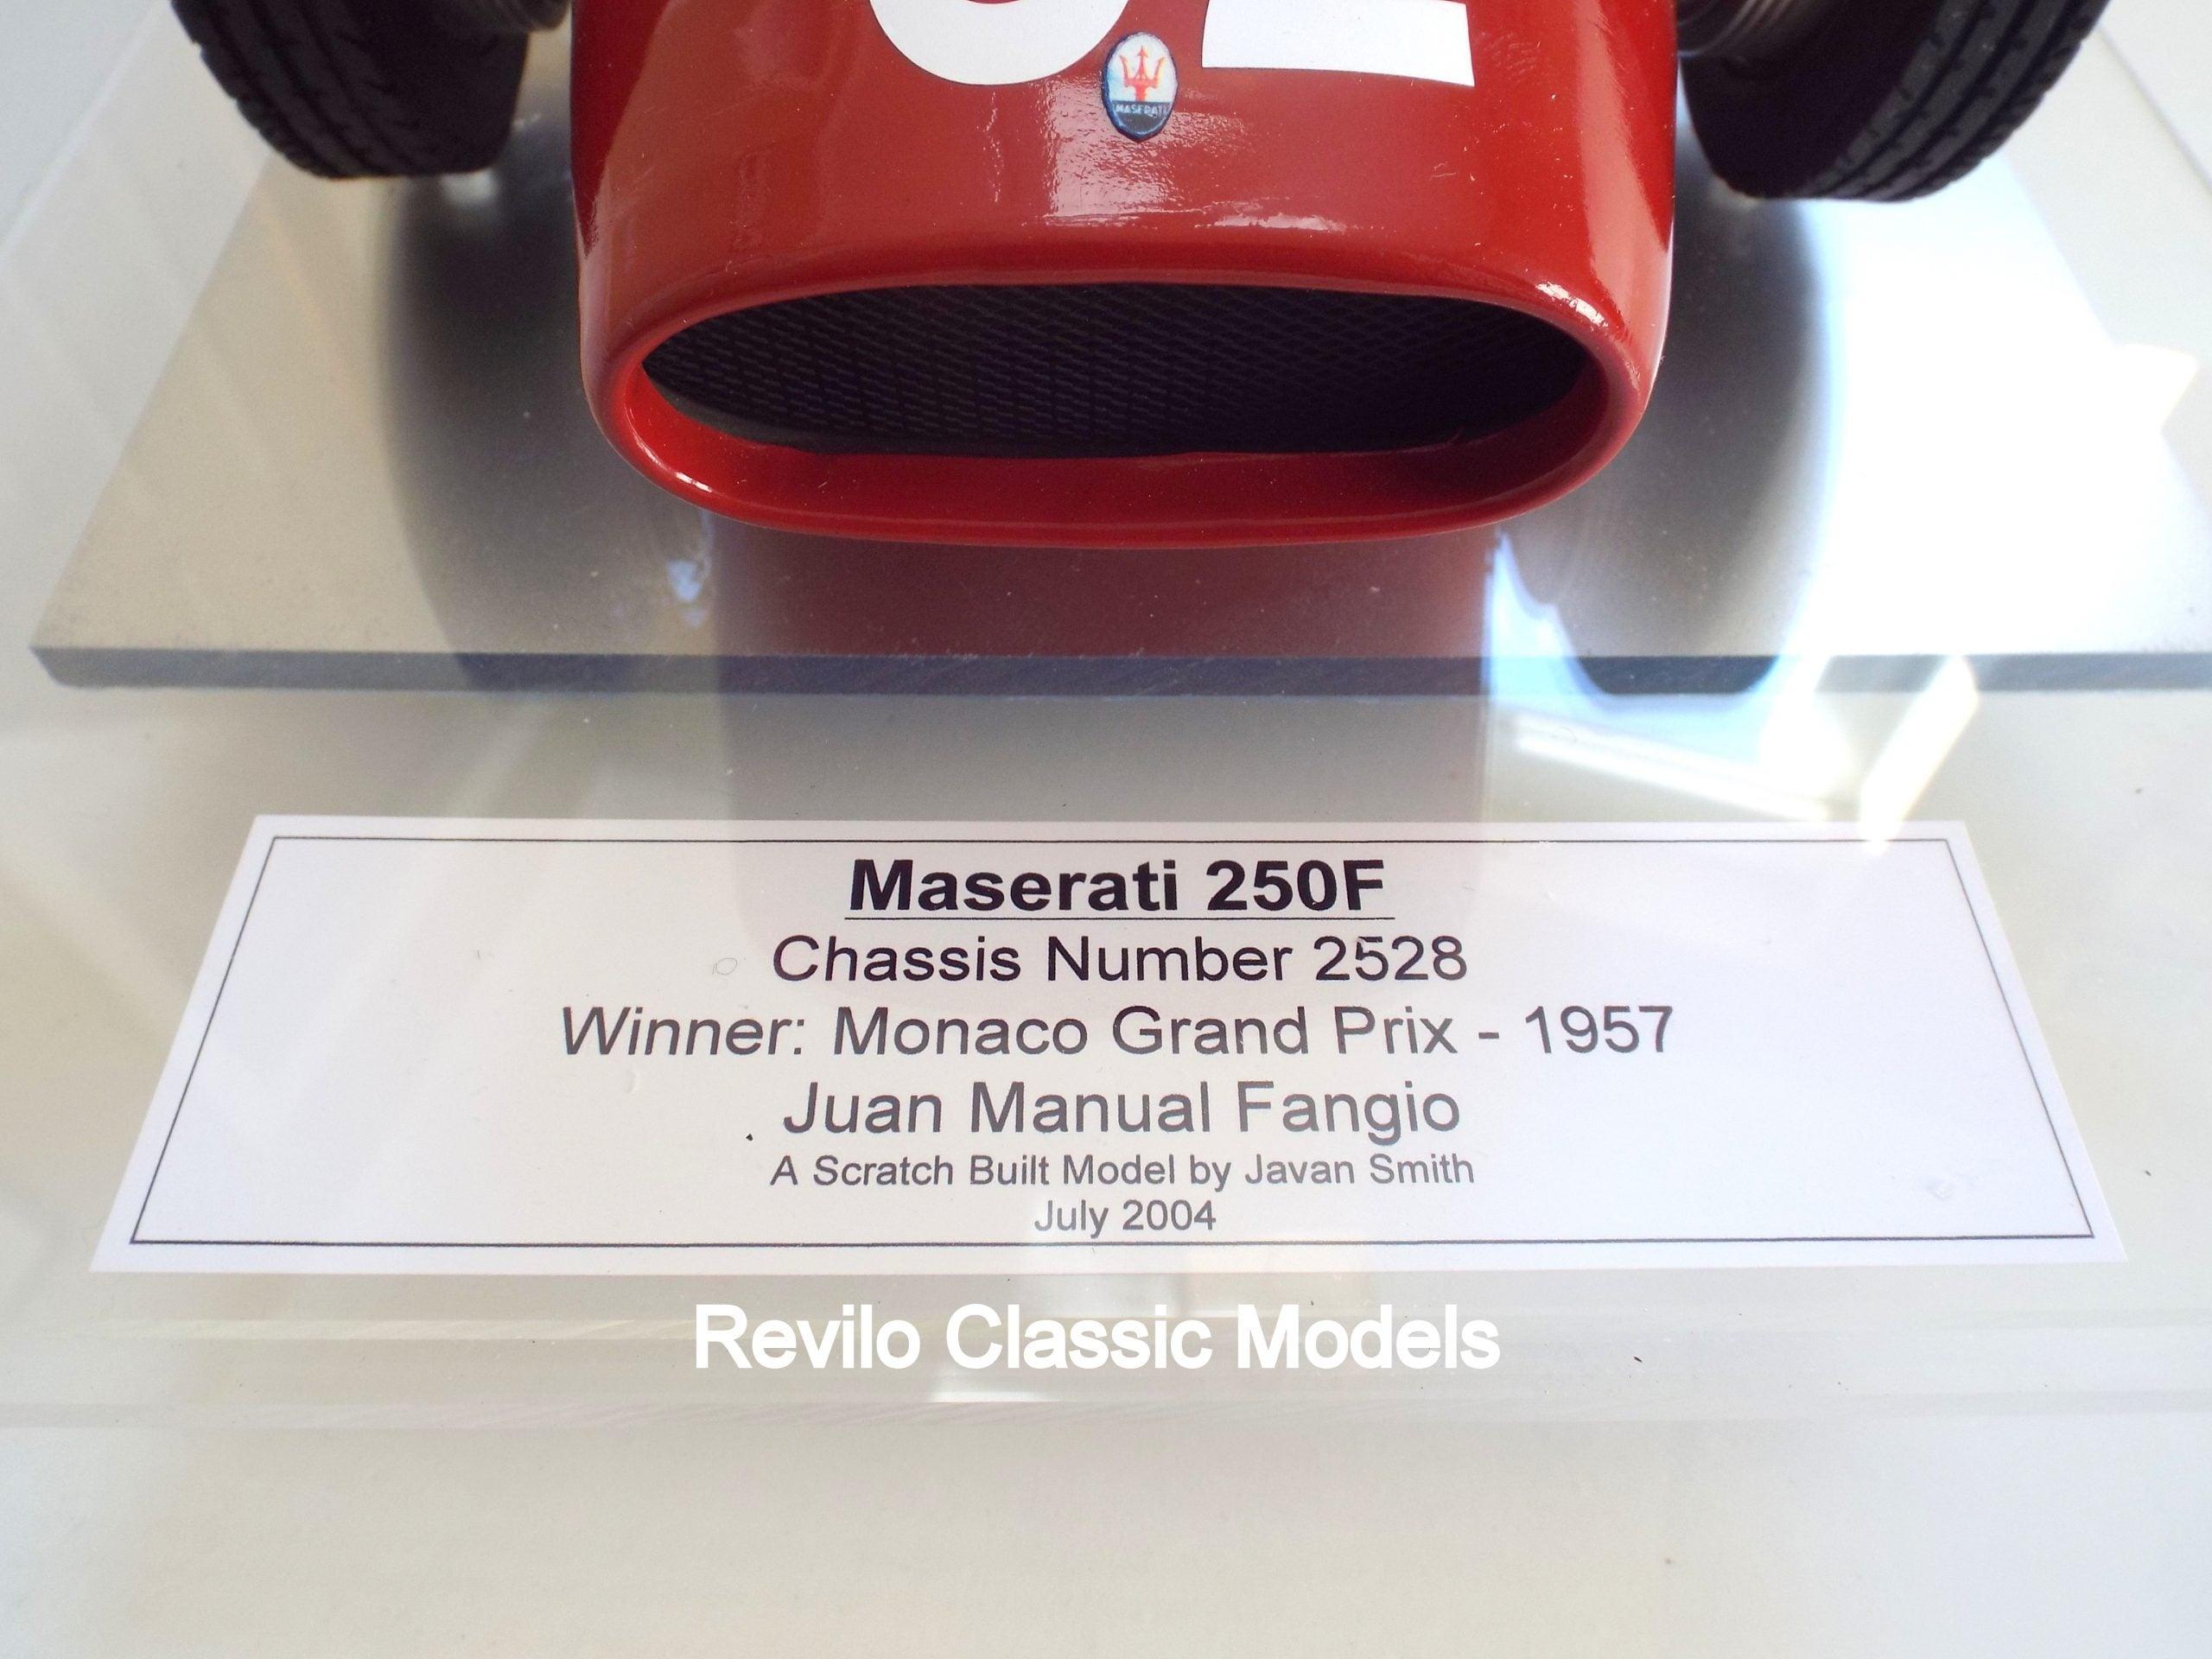 MASERATI
Maserati 250F
Chassis Number 2528
Winner: Monaco Grand Prix - 1957
Juan Manual Fangio
A Scratch Built Model by Javan Smith
July 2004
Revilo Classic Models